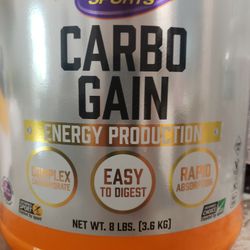 SPORTS
CARBO
GAIN
ENERGY PRODUCTION
COMPLEX
CARBOHYDRATE
EASY
TO DIGEST
RAPID
ABSORPTION
NET WT. 8 LBS. (3.6 KG)